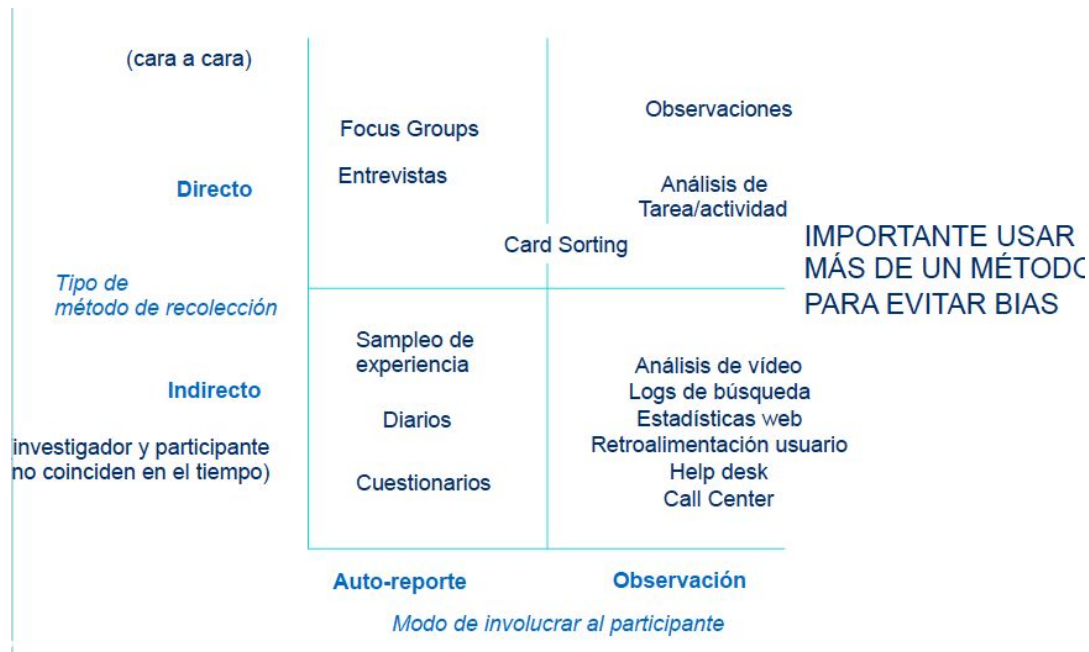 (cara a cara)
Focus Groups
Observaciones
Entrevistas
Directo
Análisis de
Tarea/actividad
Card Sorting
IMPORTANTE USAR
MÁS DE UN MÉTODO
PARA EVITAR BIAS
Tipo de
método de recolección
Sampleo de
experiencia
Indirecto
Diarios
investigador y participante
no coinciden en el tiempo)
Cuestionarios
Análisis de vídeo
Logs de búsqueda
Estadísticas web
Retroalimentación usuario
Help desk
Call Center
Auto-reporte
Observación
Modo de involucrar al participante